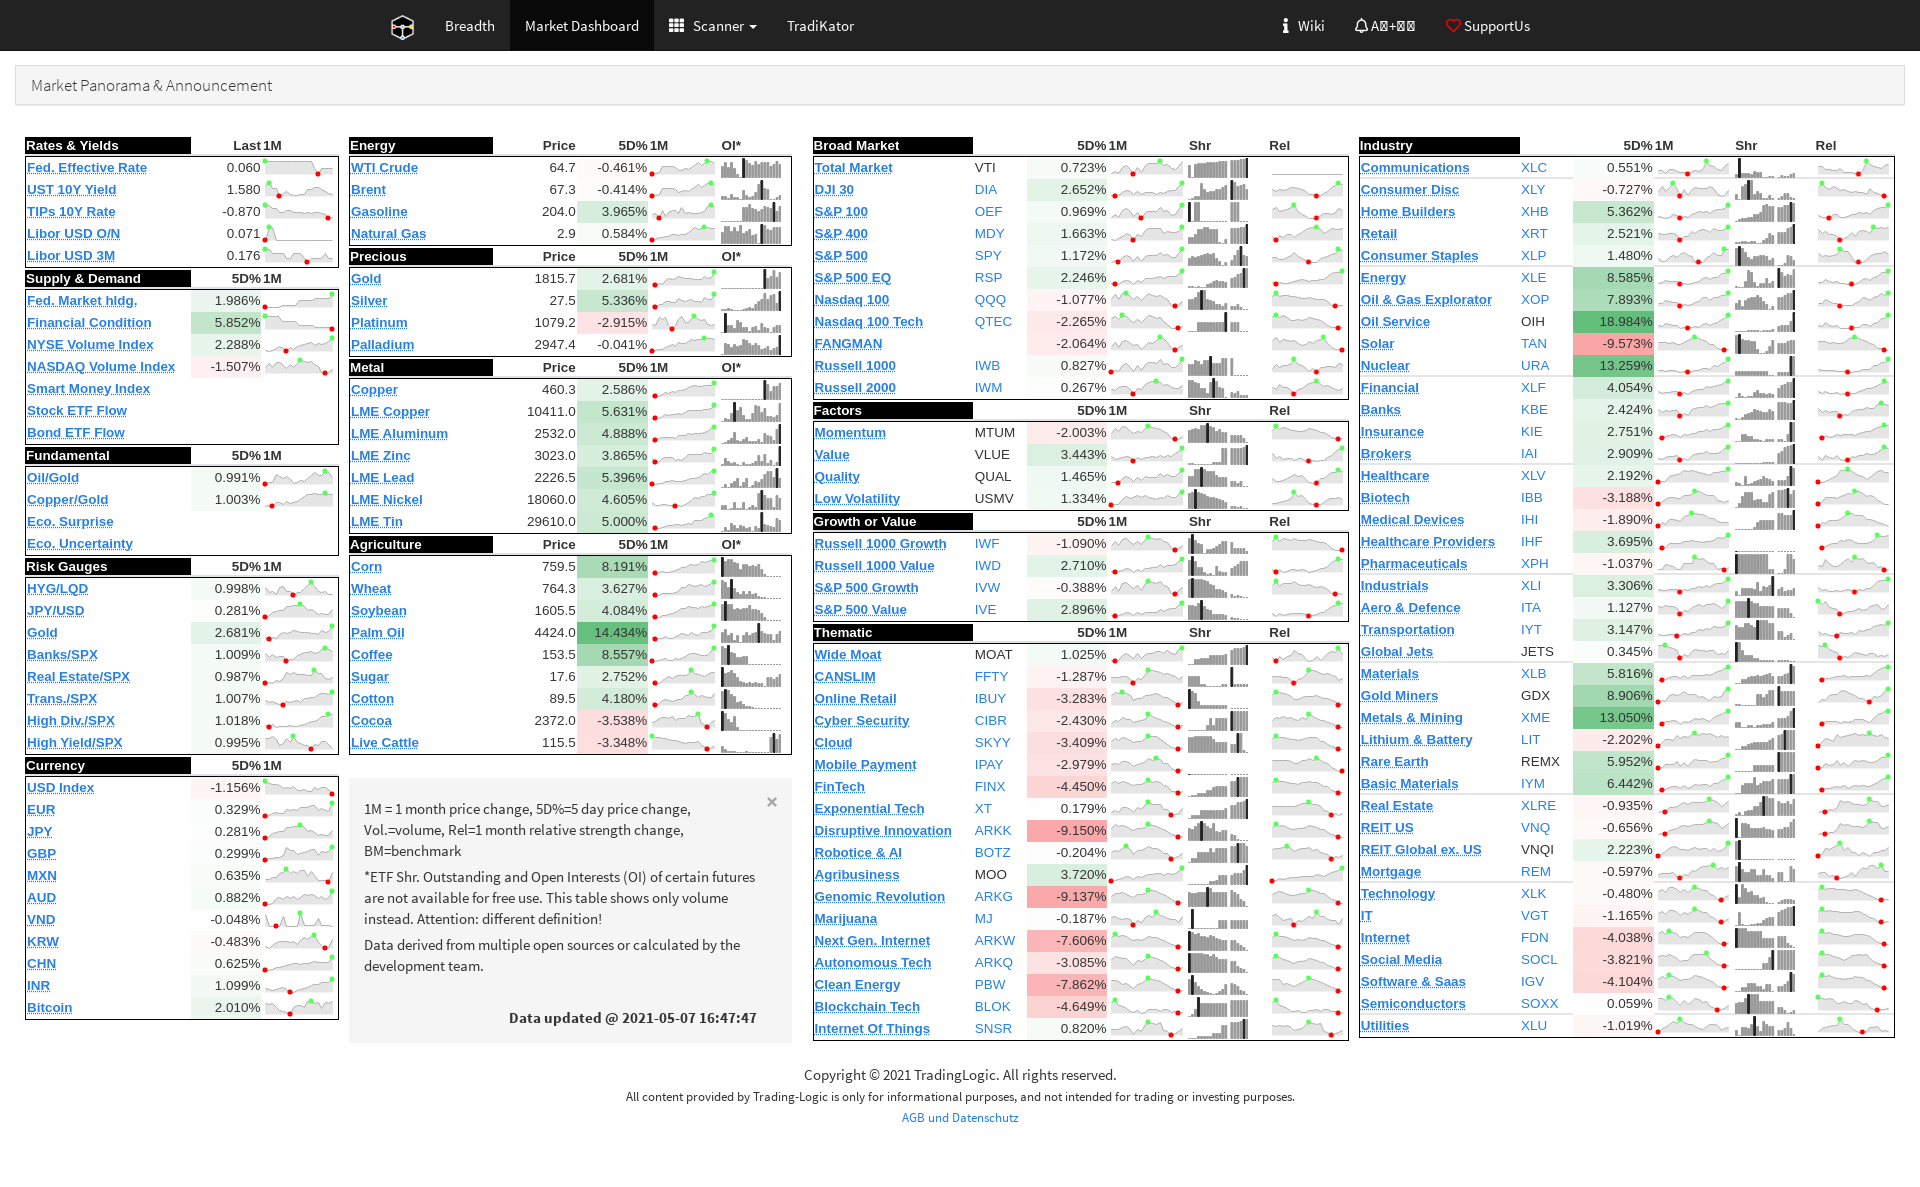 Breadth Market Dashboard Scanner TradiKator Wiki SupportUs
Market Panorama & Announcement
Rates & Yields Last 1M
Fed. Effective Rate 0.060
UST 10Y Yield 1.580
TIPs 10Y Rate -0.870
Libor USD O/N 0.071
Libor USD 3M 0.176
Supply & Demand 5D% 1M
Fed. Market hldg. 1.986%
Financial Condition 5.852%
NYSE Volume Index 2.288%
NASDAQ Volume Index -1.507%
Smart Money Index
Stock ETF Flow
Bond ETF Flow
Fundamental 5D% 1M
Oil/Gold 0.991%
Copper/Gold 1.003%
Eco. Surprise
Eco. Uncertainty
Risk Gauges 5D% 1M
HYG/LQD 0.998%
JPY/USD 0.281%
Gold 2.681%
Banks/SPX 1.009%
Real Estate/SPX 0.987%
Trans./SPX 1.007%
High Div./SPX 1.018%
High Yield/SPX 0.995%
Currency 5D% 1M
USD Index -1.156%
EUR 0.329%
JPY 0.281%
GBP 0.299%
MXN 0.635%
AUD 0.882%
VND -0.048%
KRW -0.483%
CHN 0.625%
INR 1.099%
Bitcoin 2.010%
Energy Price 5D% 1M OI*
WTI Crude 64.7 -0.461%
Brent 67.3 -0.414%
Gasoline 204.0 3.965%
Natural Gas 2.9 0.584%
Precious Price 5D% 1M OI*
Gold 1815.7 2.681%
Silver 27.5 5.336%
Platinum 1079.2 -2.915%
Palladium 2947.4 -0.041%
Metal Price 5D% 1M OI*
Copper 460.3 2.586%
LME Copper 10411.0 5.631%
LME Aluminum 2532.0 4.888%
LME Zinc 3023.0 3.865%
LME Lead 2226.5 5.396%
LME Nickel 18060.0 4.605%
LME Tin 29610.0 5.000%
Agriculture Price 5D% 1M OI*
Corn 759.5 8.191%
Wheat 764.3 3.627%
Soybean 1605.5 4.084%
Palm Oil 4424.0 14.434%
Coffee 153.5 8.557%
Sugar 17.6 2.752%
Cotton 89.5 4.180%
Cocoa 2372.0 -3.538%
Live Cattle 115.5 -3.348%
×
1M = 1 month price change, 5D%=5 day price change,
Vol.=volume, Rel=1 month relative strength change,
BM=benchmark
*ETF Shr. Outstanding and Open Interests (OI) of certain futures
are not available for free use. This table shows only volume
instead. Attention: different definition!
Data derived from multiple open sources or calculated by the
development team.
Data updated @ 2021-05-07 16:47:47
Broad Market 5D% 1M Shr Rel
Total Market VTI 0.723%
DJI 30 DIA 2.652%
S&P 100 OEF 0.969%
S&P 400 MDY 1.663%
S&P 500 SPY 1.172%
S&P 500 EQ RSP 2.246%
Nasdaq 100 QQQ -1.077%
Nasdaq 100 Tech QTEC -2.265%
FANGMAN -2.064%
Russell 1000 IWB 0.827%
Russell 2000 IWM 0.267%
Factors 5D% 1M Shr Rel
Momentum MTUM -2.003%
Value VLUE 3.443%
Quality QUAL 1.465%
Low Volatility USMV 1.334%
Growth or Value 5D% 1M Shr Rel
Russell 1000 Growth IWF -1.090%
Russell 1000 Value IWD 2.710%
S&P 500 Growth IVW -0.388%
S&P 500 Value IVE 2.896%
Thematic 5D% 1M Shr Rel
Wide Moat MOAT 1.025%
CANSLIM FFTY -1.287%
Online Retail IBUY -3.283%
Cyber Security CIBR -2.430%
Cloud SKYY -3.409%
Mobile Payment IPAY -2.979%
FinTech FINX -4.450%
Exponential Tech XT 0.179%
Disruptive Innovation ARKK -9.150%
Robotice & AI BOTZ -0.204%
Agribusiness MOO 3.720%
Genomic Revolution ARKG -9.137%
Marijuana MJ -0.187%
Next Gen. Internet ARKW -7.606%
Autonomous Tech ARKQ -3.085%
Clean Energy PBW -7.862%
Blockchain Tech BLOK -4.649%
Internet Of Things SNSR 0.820%
Industry 5D% 1M Shr Rel
Communications XLC 0.551%
Consumer Disc XLY -0.727%
Home Builders XHB 5.362%
Retail XRT 2.521%
Consumer Staples XLP 1.480%
Energy XLE 8.585%
Oil & Gas Explorator XOP 7.893%
Oil Service OIH 18.984%
Solar TAN -9.573%
Nuclear URA 13.259%
Financial XLF 4.054%
Banks KBE 2.424%
Insurance KIE 2.751%
Brokers IAI 2.909%
Healthcare XLV 2.192%
Biotech IBB -3.188%
Medical Devices IHI -1.890%
Healthcare Providers IHF 3.695%
Pharmaceuticals XPH -1.037%
Industrials XLI 3.306%
Aero & Defence ITA 1.127%
Transportation IYT 3.147%
Global Jets JETS 0.345%
Materials XLB 5.816%
Gold Miners GDX 8.906%
Metals & Mining XME 13.050%
Lithium & Battery LIT -2.202%
Rare Earth REMX 5.952%
Basic Materials IYM 6.442%
Real Estate XLRE -0.935%
REIT US VNQ -0.656%
REIT Global ex. US VNQI 2.223%
Mortgage REM -0.597%
Technology XLK -0.480%
IT VGT -1.165%
Internet FDN -4.038%
Social Media SOCL -3.821%
Software & Saas IGV -4.104%
Semiconductors SOXX 0.059%
Utilities XLU -1.019%
Copyright © 2021 TradingLogic. All rights reserved.
All content provided by Trading-Logic is only for informational purposes, and not intended for trading or investing purposes.
AGB und Datenschutz